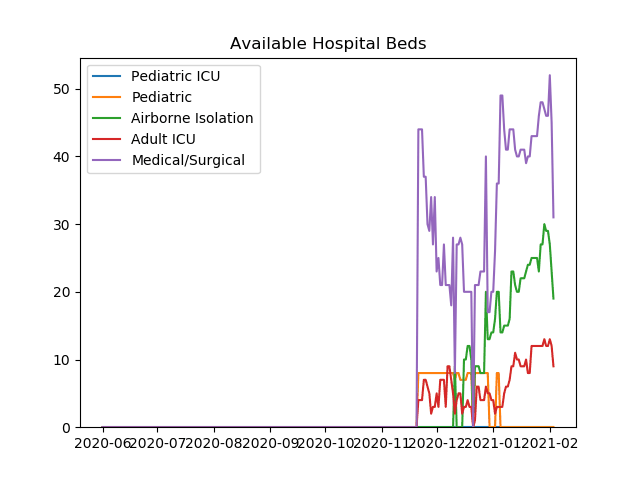 Available Hospital Beds
Pediatric ICU
Pediatric
Airborne Isolation
Adult ICU
Medical/Surgical
50
40
30
20
10
0
2020-06 2020-07 2020-08 2020-09 2020-10 2020-11 2020-12 2021-01 2021-02